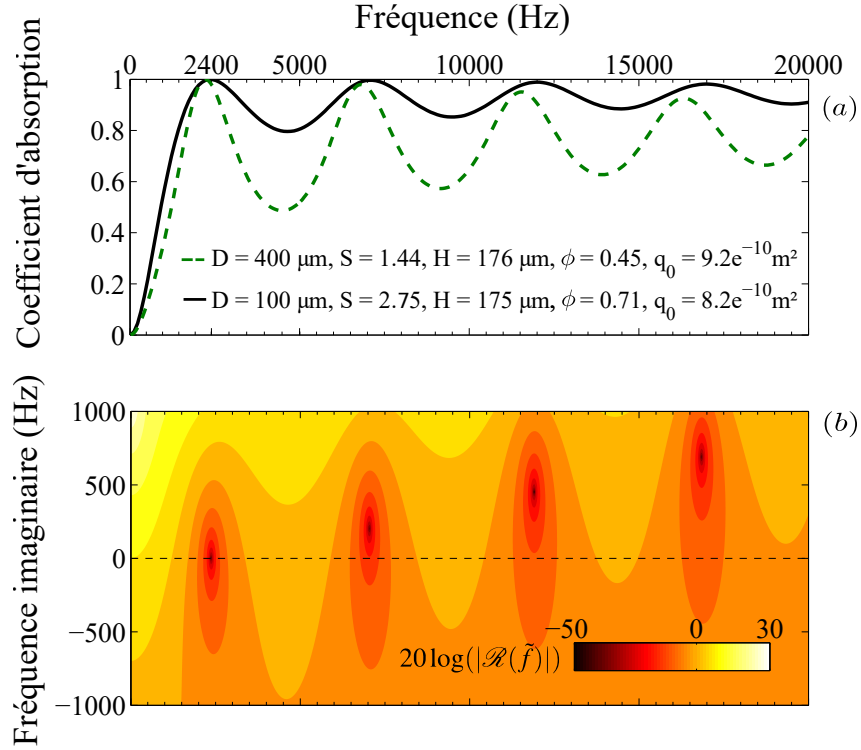 Fréquence (Hz)
0 2400 5000 10000 15000 20000
Coefficient d'absorption
1
0.8
0.6
0.4
0.2
0
(a)
D = 400 μm, S = 1.44, H = 176 μm, ϕ = 0.45, q₀ = 9.2e⁻¹⁰m²
D = 100 μm, S = 2.75, H = 175 μm, ϕ = 0.71, q₀ = 8.2e⁻¹⁰m²
Fréquence imaginaire (Hz)
1000
500
0
−500
−1000
(b)
−50 0 30
20 log(|ℛ(f̃)|)